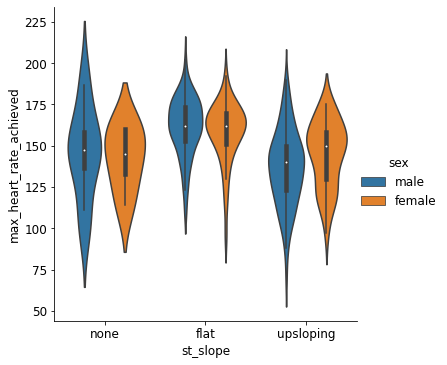 225
200
175
150
125
100
75
50
max_heart_rate_achieved
none
flat
upsloping
st_slope
sex
male
female